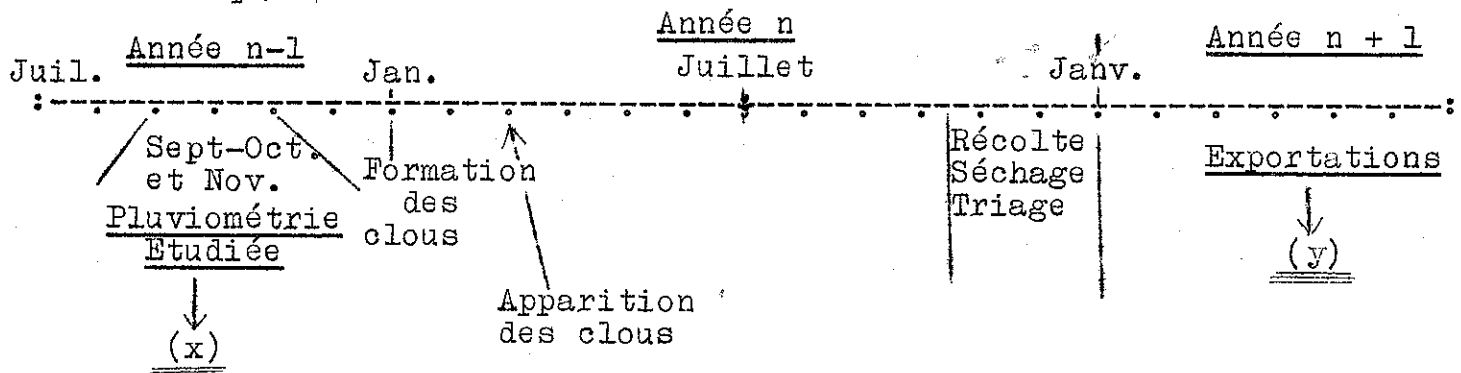 Année n-1
Année n
Année n + 1
Juil.
Jan.
Juillet
Janv.
Sept-Oct.
et Nov.
Pluviométrie
Etudiée
(x)
Formation
des
clous
Apparition
des clous
Récolte
Séchage
Triage
Exportations
(y)